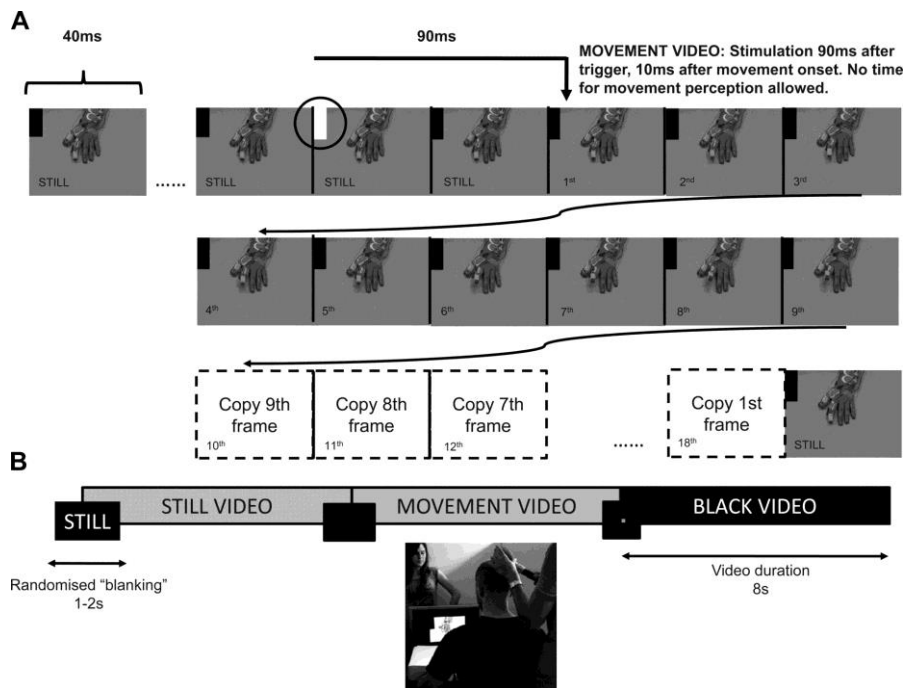 A
40ms
90ms
MOVEMENT VIDEO: Stimulation 90ms after
trigger, 10ms after movement onset. No time
for movement perception allowed.
STILL
......
STILL
STILL
STILL
1st
2nd
3rd
4th
5th
6th
7th
8th
9th
Copy 9th
frame
10th
Copy 8th
frame
11th
Copy 7th
frame
12th
......
Copy 1st
frame
18th
STILL
B
STILL
STILL VIDEO
MOVEMENT VIDEO
BLACK VIDEO
Randomised “blanking”
1-2s
Video duration
8s